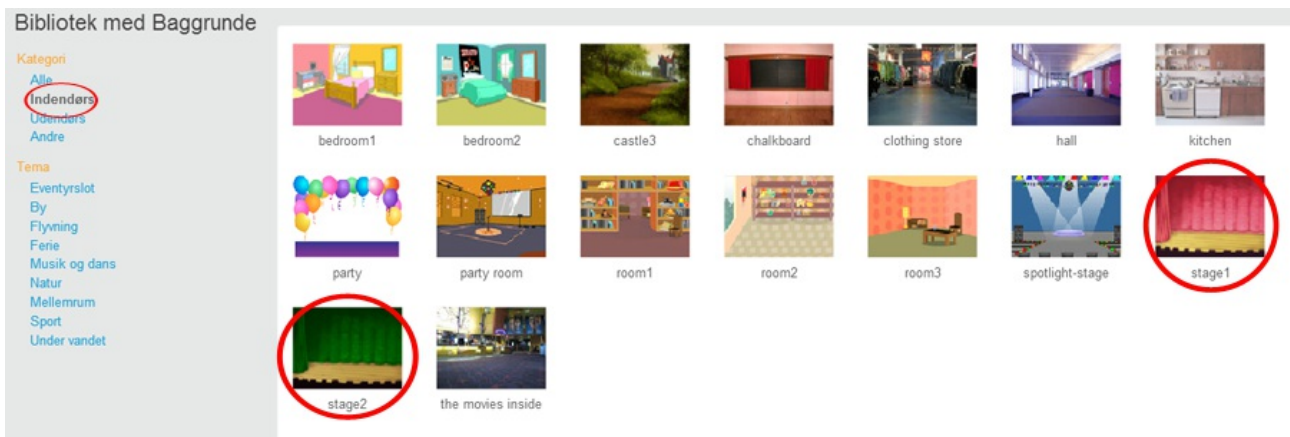 Bibliotek med Baggrunde
Kategori
Alle
Indendørs
Udendørs
Andre
Tema
Eventyrslot
By
Flyvning
Ferie
Musik og dans
Natur
Mellemrum
Sport
Under vandet
bedroom1 bedroom2 castle3 chalkboard clothing store hall kitchen
party party room room1 room2 room3 spotlight-stage stage1
stage2 the movies inside